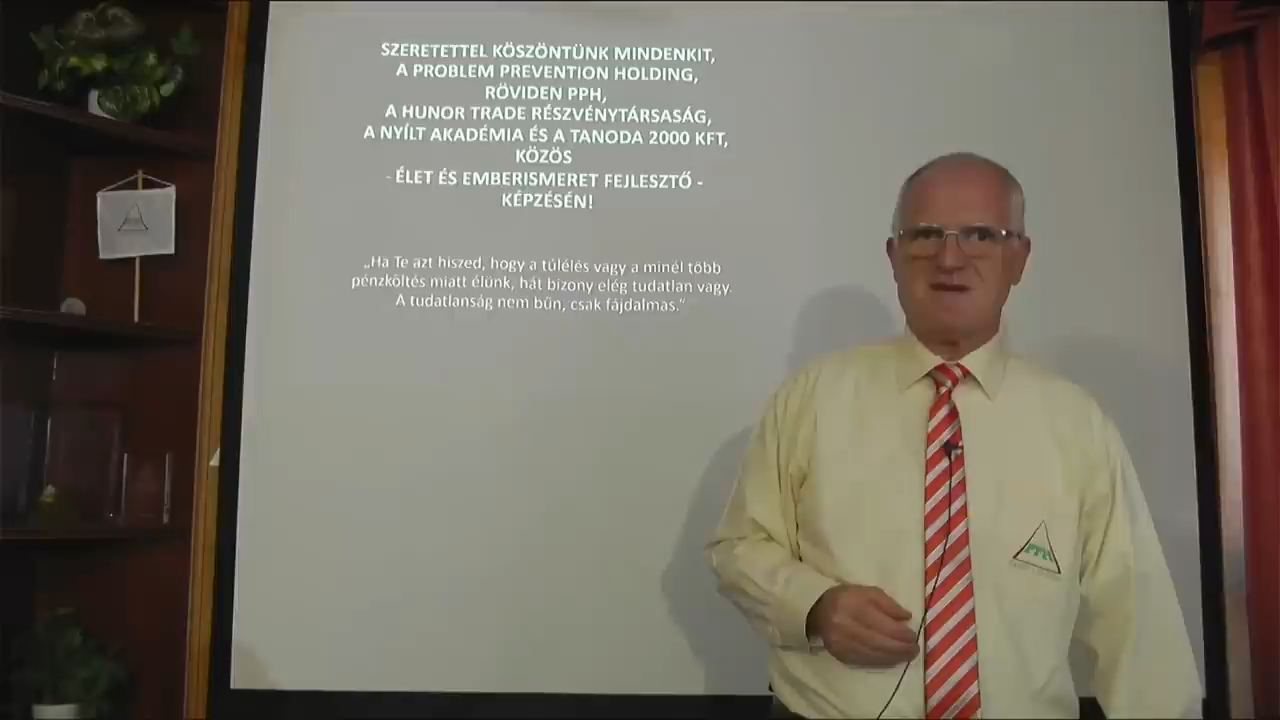 SZERETETTEL KÖSZÖNTÜNK MINDENKIT,
A PROBLEM PREVENTION HOLDING,
RÖVIDEN PPH,
A HUNOR TRADE RÉSZVÉNYTÁRSASÁG,
A NYÍLT AKADÉMIA ÉS A TANODA 2000 KFT,
KÖZÖS
- ÉLET ÉS EMBERISMERET FEJLESZTŐ -
KÉPZÉSÉN!
„Ha Te azt hiszed, hogy a túlélés vagy a minél több
pénzköltés miatt élünk, hát bizony elég tudatlan vagy.
A tudatlanság nem bűn, csak fájdalmas.”
PPH